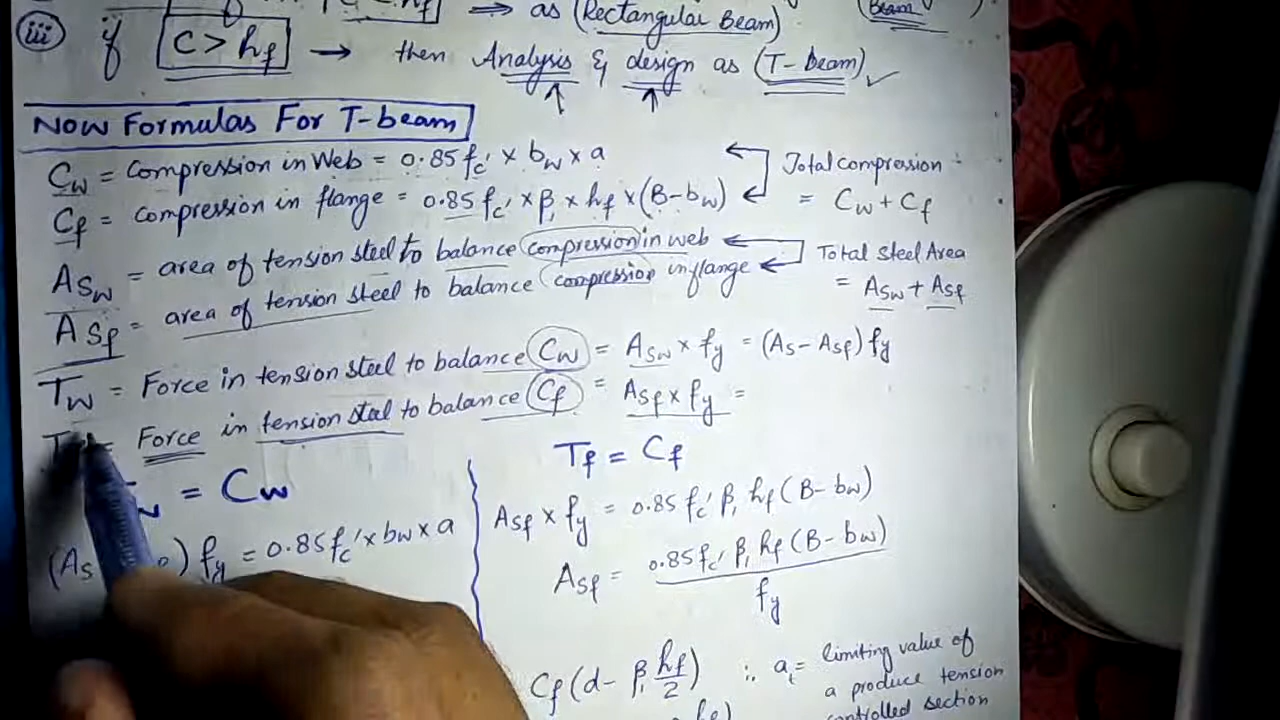 ⟹ as (Rectangular Beam) (Beam
iii if C > hf → then Analysis & design as (T-beam) ✓
Now Formulas For T-beam
Cw = compression in Web = 0.85 fc' × bw × a
Cf = compression in flange = 0.85 fc' × β1 × hf × (B-bw)
Total compression
= Cw + Cf
Asw = area of tension steel to balance compression in web
Asf = area of tension steel to balance compression in flange
Total Steel Area
= Asw + Asf
Tw = Force in tension steel to balance Cw = Asw × fy = (As - Asf) fy
= Force in tension steel to balance Cf = Asf × fy =
w = Cw
(As ) fy = 0.85 fc' × bw × a
Tf = Cf
Asf × fy = 0.85 fc' β1 hf (B - bw)
Asf = 0.85 fc' β1 hf (B - bw)
fy
Cf (d - β1 hf/2)
∴ at = limiting value of
a produce tension
controlled section